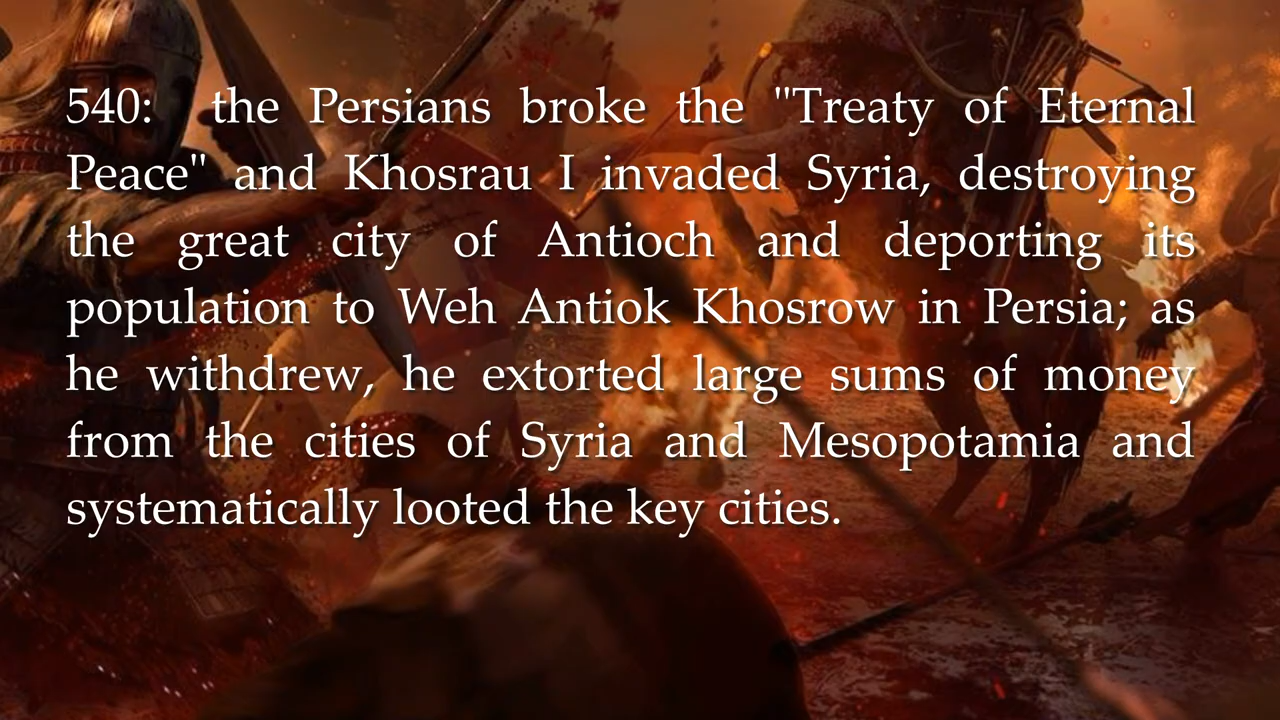 540: the Persians broke the "Treaty of Eternal
Peace" and Khosrau I invaded Syria, destroying
the great city of Antioch and deporting its
population to Weh Antiok Khosrow in Persia; as
he withdrew, he extorted large sums of money
from the cities of Syria and Mesopotamia and
systematically looted the key cities.